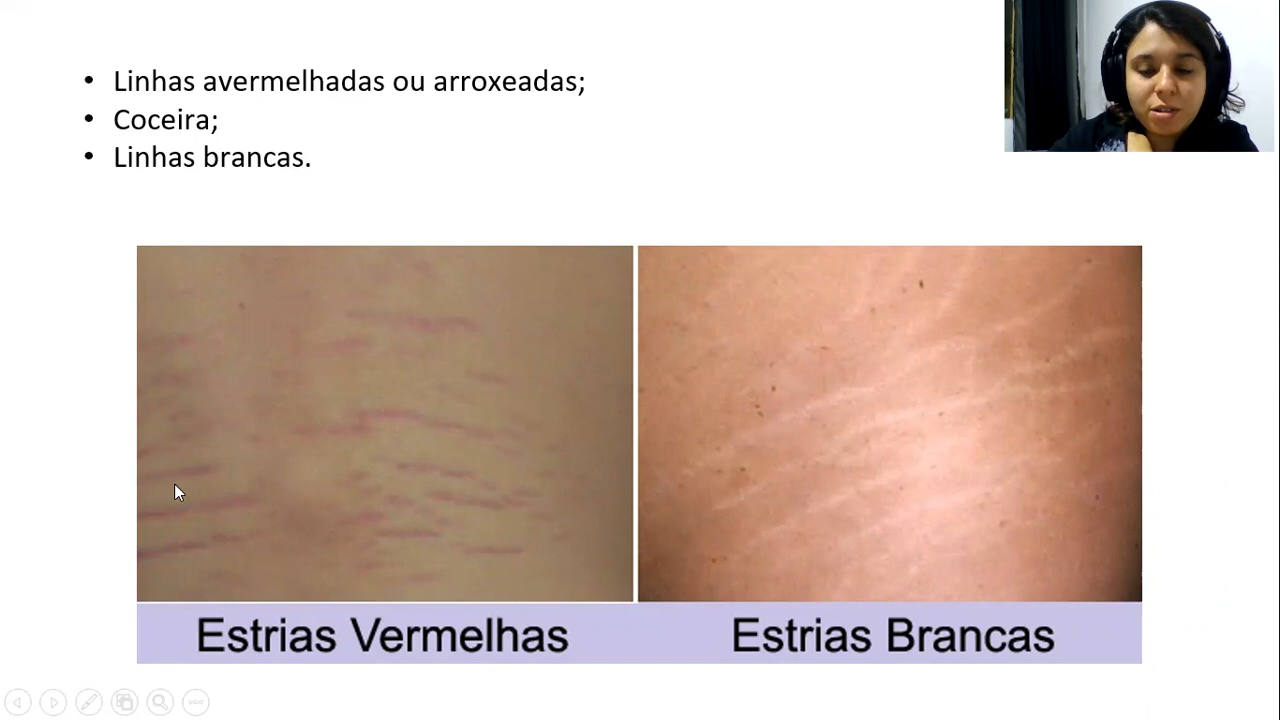 • Linhas avermelhadas ou arroxeadas;
• Coceira;
• Linhas brancas.
Estrias Vermelhas
Estrias Brancas